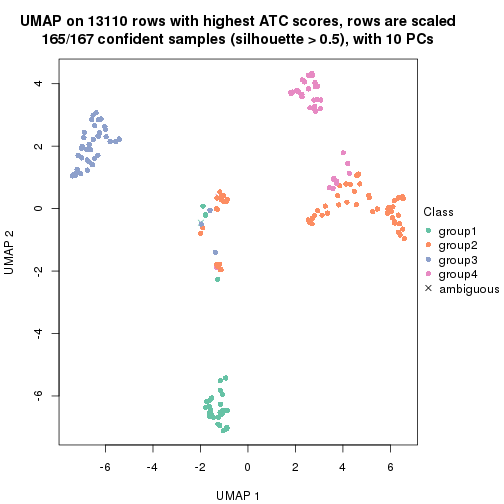 UMAP on 13110 rows with highest ATC scores, rows are scaled
165/167 confident samples (silhouette > 0.5), with 10 PCs
4
2
0
-2
-4
-6
UMAP 2
-6
-4
-2
0
2
4
6
UMAP 1
Class
group1
group2
group3
group4
ambiguous